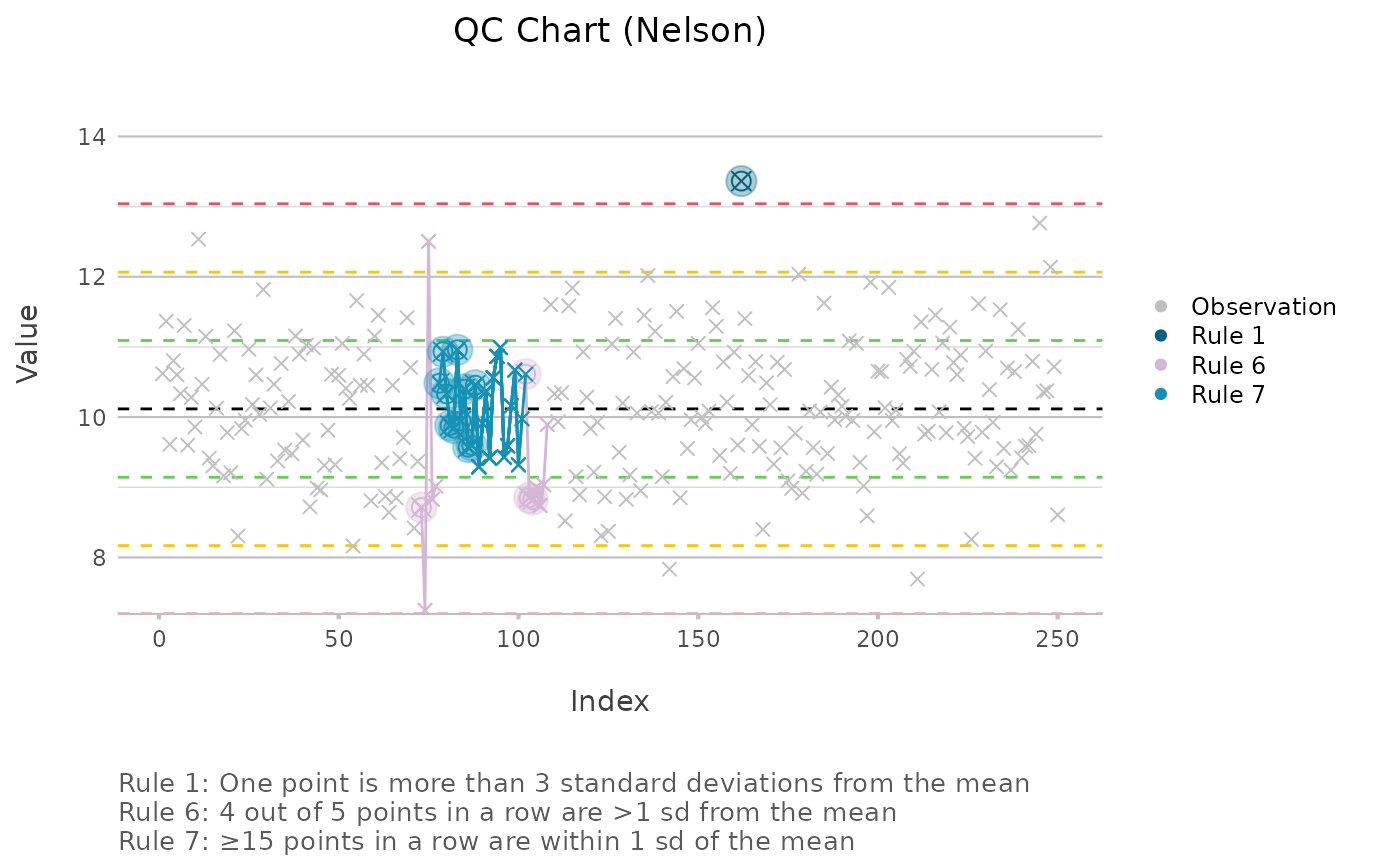 QC Chart (Nelson)
14
12
10
8
Value
0 50 100 150 200 250
Index
Observation
Rule 1
Rule 6
Rule 7
Rule 1: One point is more than 3 standard deviations from the mean
Rule 6: 4 out of 5 points in a row are >1 sd from the mean
Rule 7: ≥15 points in a row are within 1 sd of the mean